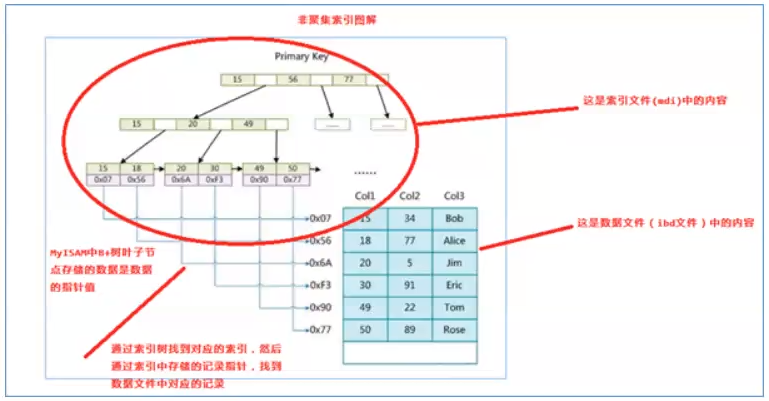 非聚集索引图解
Primary Key
15 56 77
这是索引文件(mdi)中的内容
15 20 49
...... ......
15 18 20 30 49 50
0x07 0x56 0x6A 0xF3 0x90 0x77
......
Col1 Col2 Col3
0x07 15 34 Bob
这是数据文件（ibd文件）中的内容
0x56 18 77 Alice
MyISAM中B+树叶子节
点存储的数据是数据
的指针值
0x6A 20 5 Jim
0xF3 30 91 Eric
0x90 49 22 Tom
0x77 50 89 Rose
通过索引树找到对应的索引，然后
通过索引中存储的记录指针，找到
数据文件中对应的记录